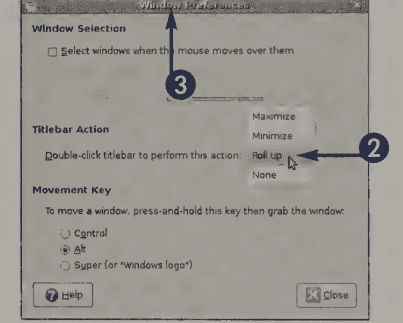 Window Preferences
Window Selection
Select windows when the mouse moves over them
3
Titlebar Action
Maximize
Minimize
Double-click titlebar to perform this action: Roll up
2
None
Movement Key
To move a window, press-and-hold this key then grab the window:
Control
Alt
Super (or "Windows logo")
Help
Close